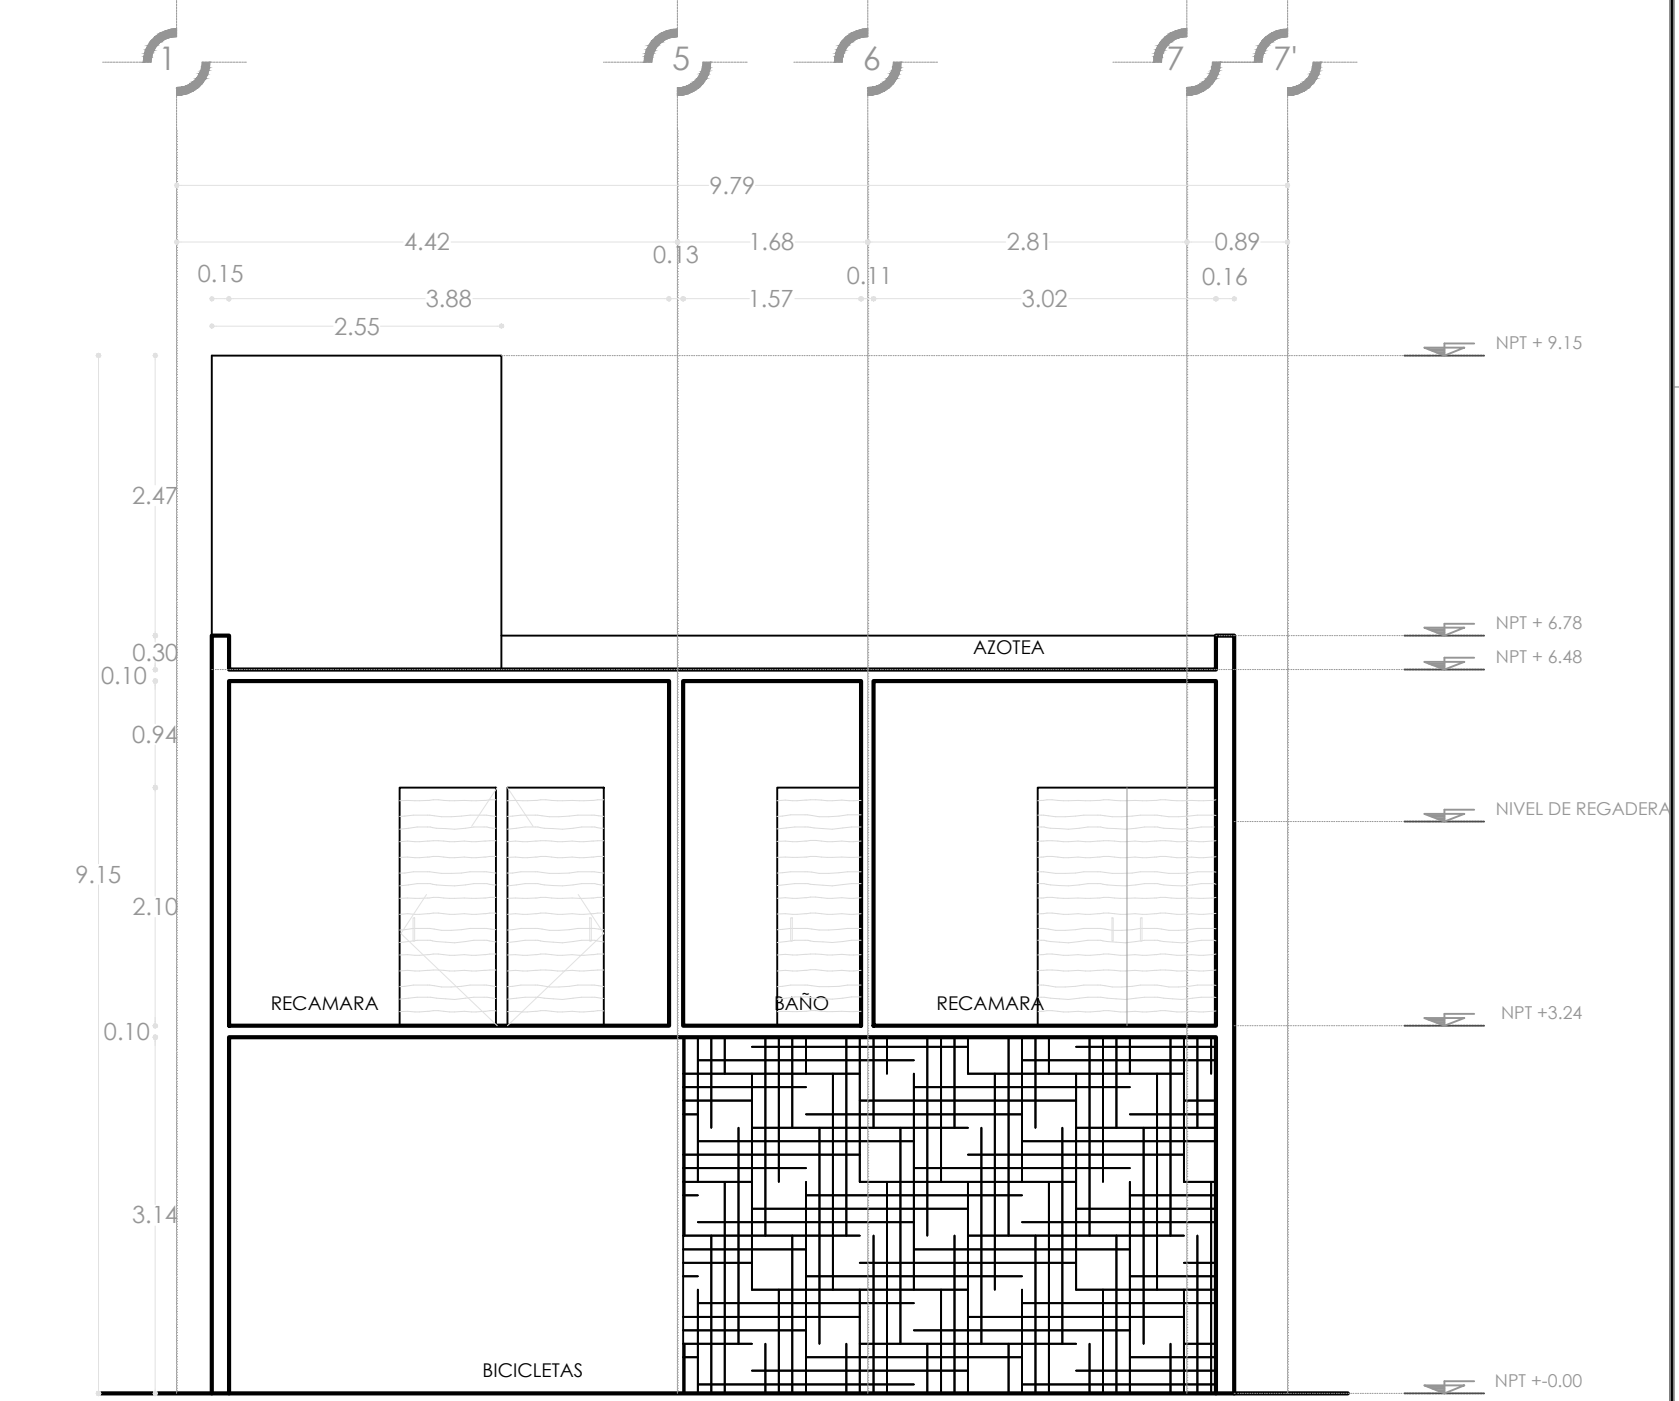 1 5 6 7 7'
9.79
4.42 1.68 2.81 0.89
0.13
0.15 0.11 0.16
3.88 1.57 3.02
2.55
NPT + 9.15
2.47
NPT + 6.78
0.30 AZOTEA NPT + 6.48
0.10
0.94
NIVEL DE REGADERA
9.15
2.10
RECAMARA BAÑO RECAMARA NPT +3.24
0.10
3.14
BICICLETAS NPT +-0.00